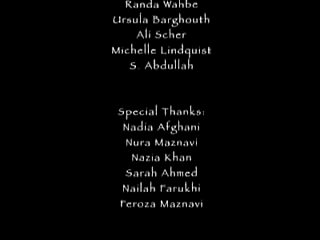 Randa Wahbe
Ursula Barghouth
Ali Scher
Michelle Lindquist
S. Abdullah
Special Thanks:
Nadia Afghani
Nura Maznavi
Nazia Khan
Sarah Ahmed
Nailah Farukhi
Feroza Maznavi